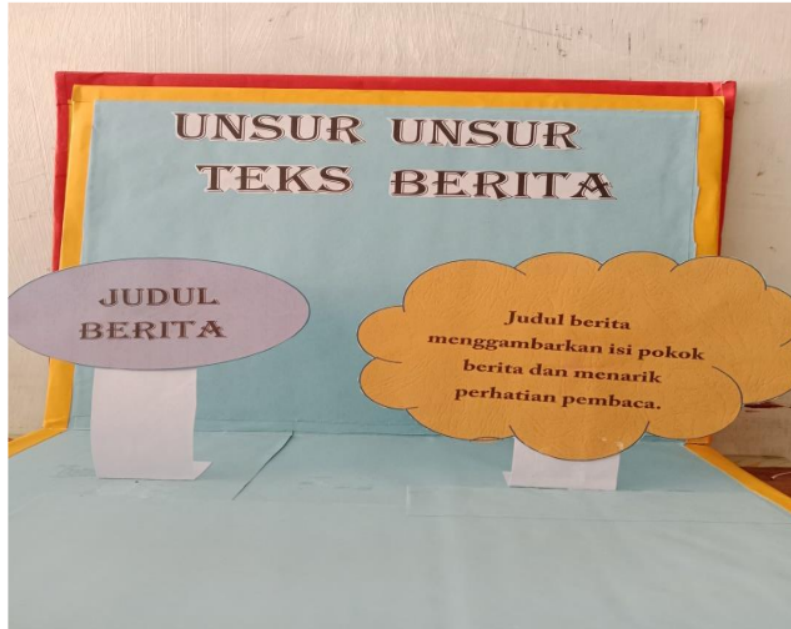 UNSUR UNSUR
TEKS BERITA
JUDUL
BERITA
Judul berita
menggambarkan isi pokok
berita dan menarik
perhatian pembaca.